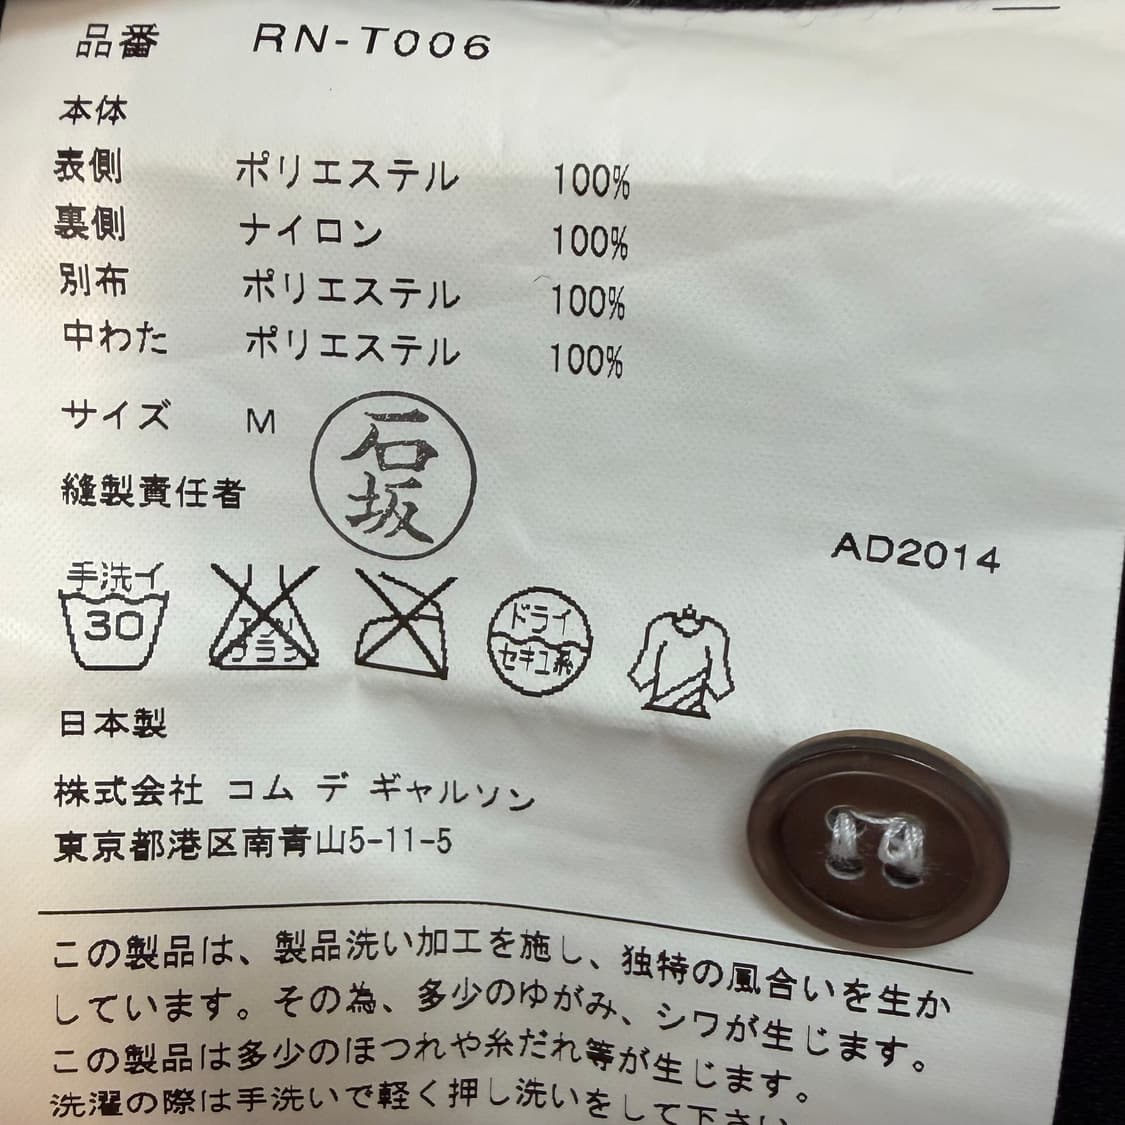 品番 RN-T006
本体
表側 ポリエステル 100%
裏側 ナイロン 100%
別布 ポリエステル 100%
中わた ポリエステル 100%
サイズ M
石坂
縫製責任者
AD2014
手洗イ
30
エンソ
サラシ
ドライ
セキユ系
日本製
株式会社 コム デ ギャルソン
東京都港区南青山5-11-5
この製品は、製品洗い加工を施し、独特の風合いを生か
しています。その為、多少のゆがみ、シワが生じます。
この製品は多少のほつれや糸だれ等が生じます。
洗濯の際は手洗いで軽く押し洗いをして下さい